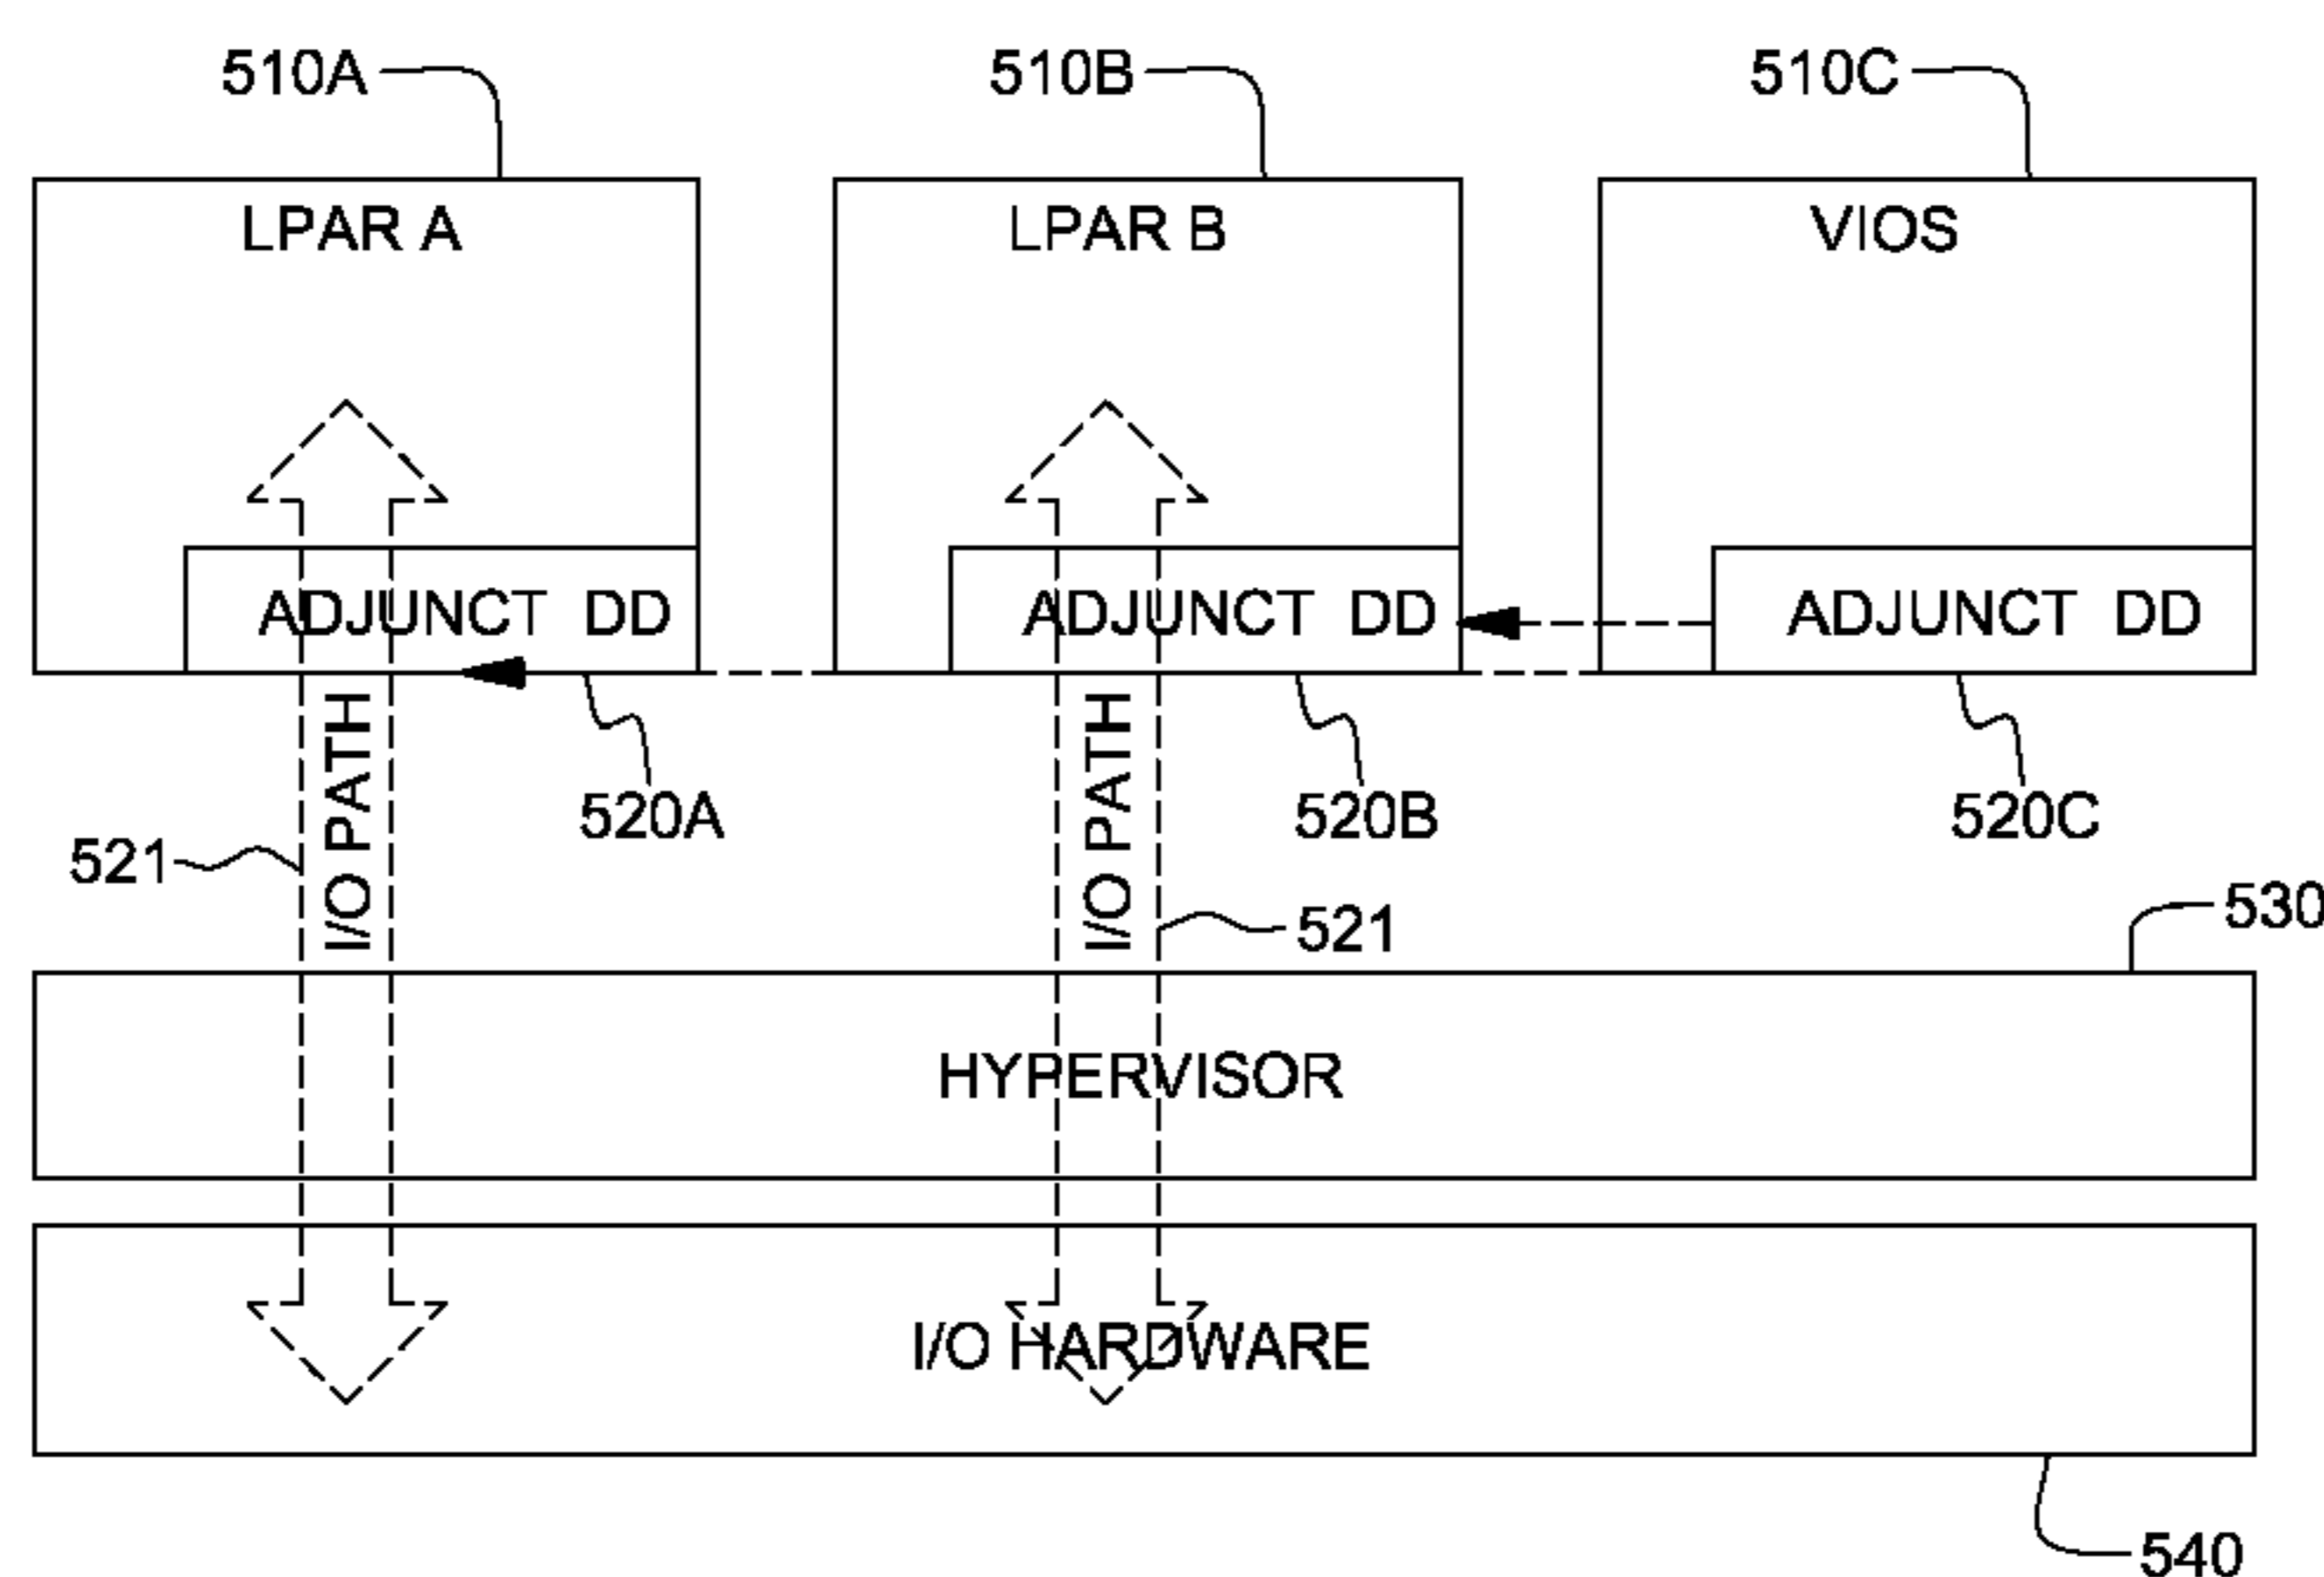 510A
510B
510C
LPAR A
LPAR B
VIOS
ADJUNCT DD
ADJUNCT DD
ADJUNCT DD
I/O PATH
I/O PATH
520A
520B
520C
521
521
530
HYPERVISOR
I/O HARDWARE
540